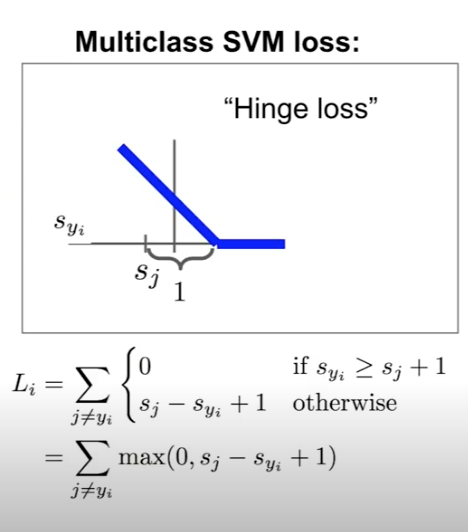 Multiclass SVM loss:
“Hinge loss”
s_{y_i}
s_j
1
L_i = \sum_{j \neq y_i} \begin{cases} 0 & \text{if } s_{y_i} \geq s_j + 1 \\ s_j - s_{y_i} + 1 & \text{otherwise} \end{cases}
= \sum_{j \neq y_i} \max(0, s_j - s_{y_i} + 1)